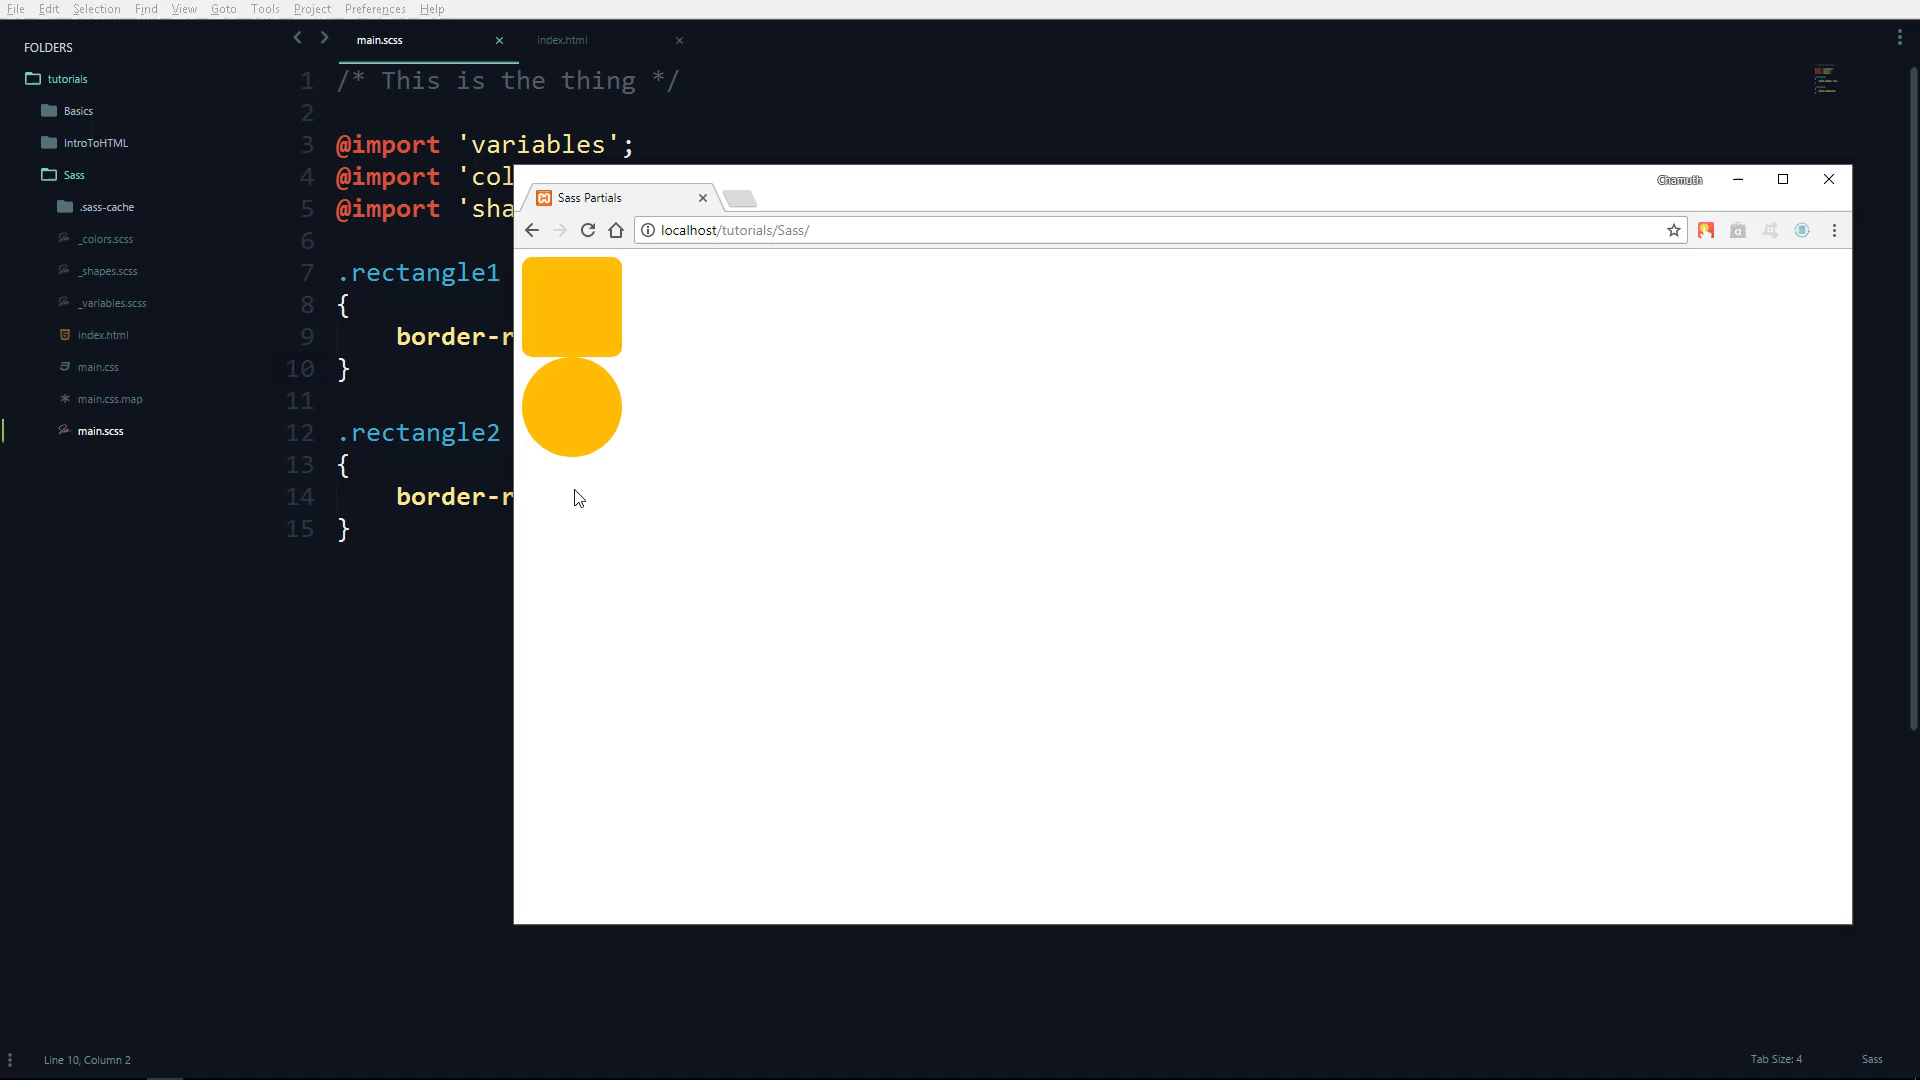 File Edit Selection Find View Goto Tools Project Preferences Help
FOLDERS
tutorials
Basics
IntroToHTML
Sass
.sass-cache
_colors.scss
_shapes.scss
_variables.scss
index.html
main.css
main.css.map
main.scss
main.scss index.html
1 /* This is the thing */
2
3 @import 'variables';
4 @import 'col
5 @import 'sha
6
7 .rectangle1
8 {
9 border-r
10 }
11
12 .rectangle2
13 {
14 border-r
15 }
Chamuth
Sass Partials
localhost/tutorials/Sass/
Line 10, Column 2
Tab Size: 4 Sass